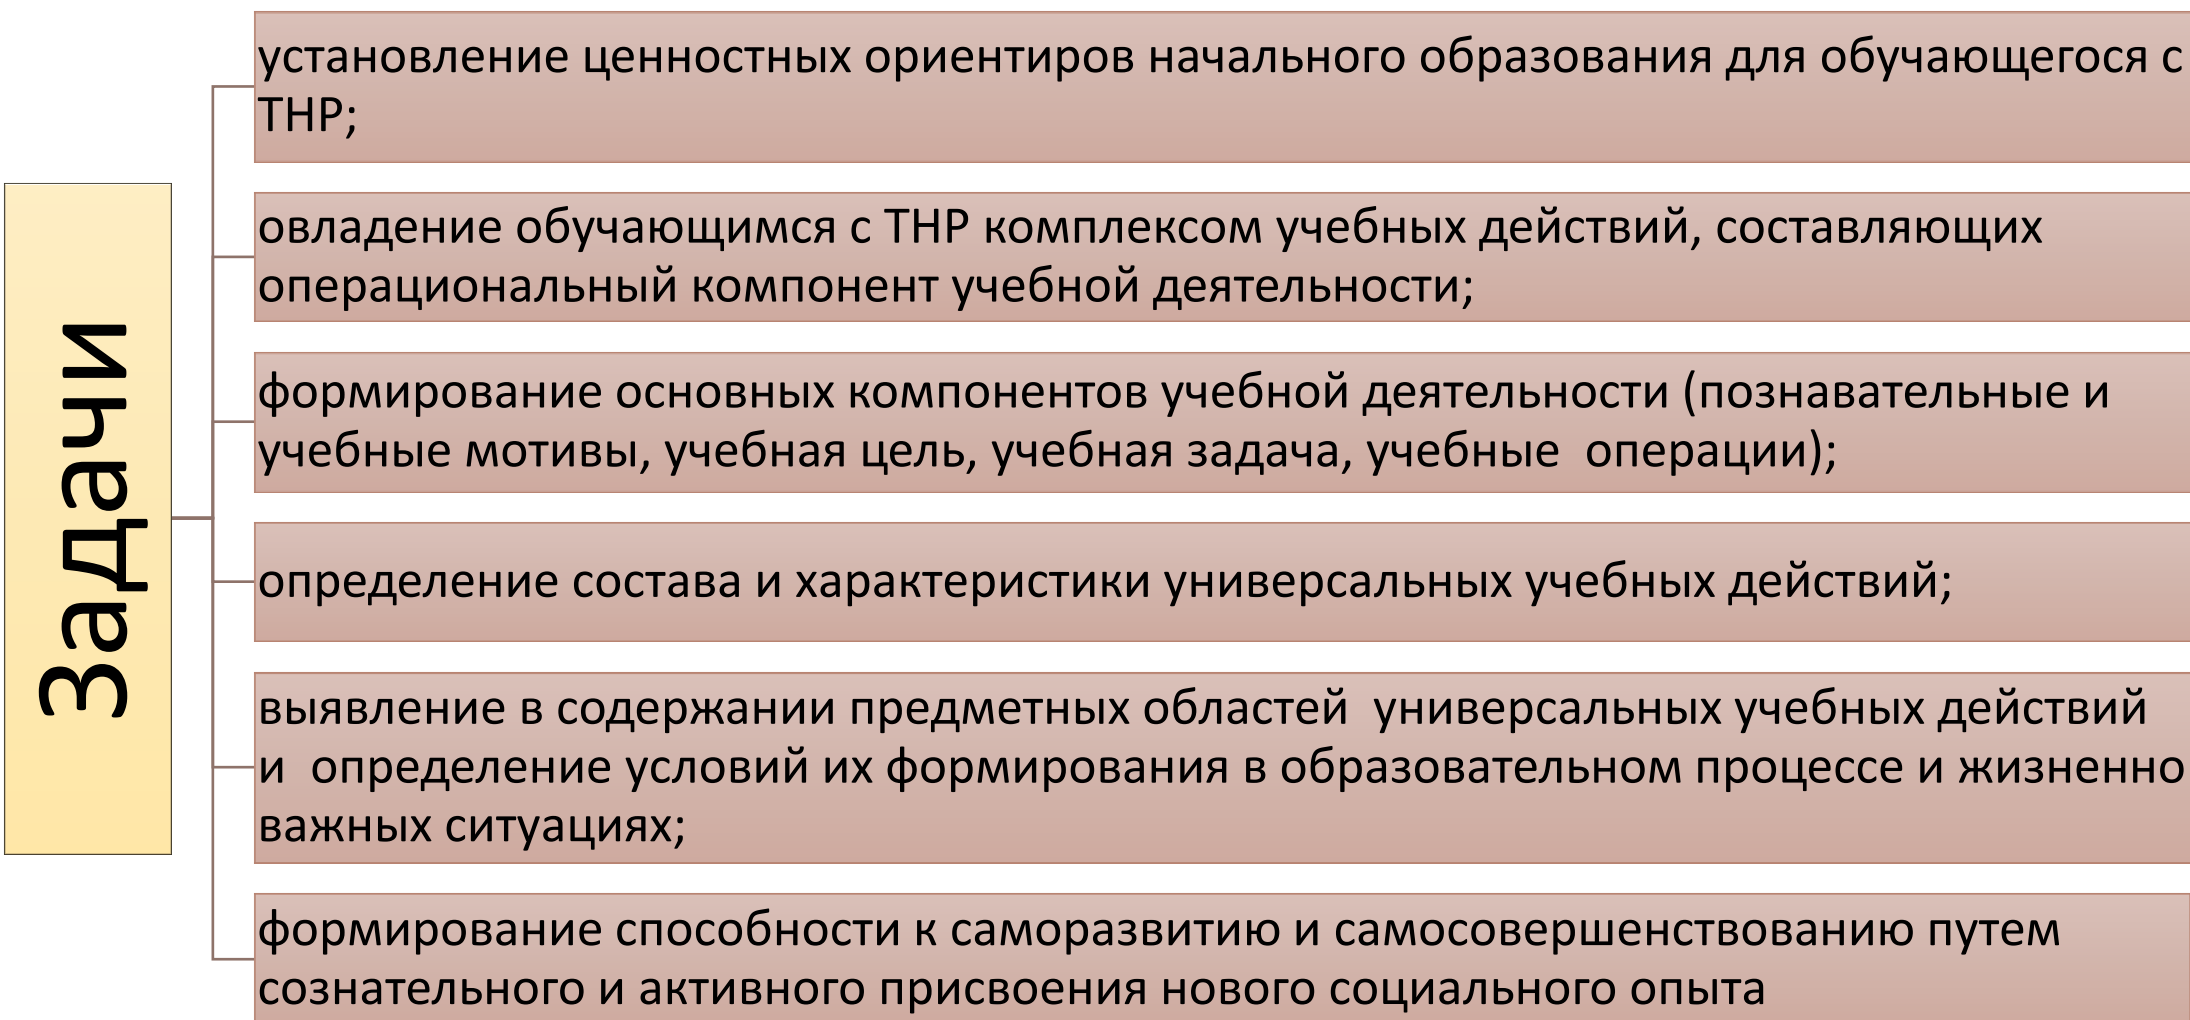 Задачи
установление ценностных ориентиров начального образования для обучающегося с
ТНР;
овладение обучающимся с ТНР комплексом учебных действий, составляющих
операциональный компонент учебной деятельности;
формирование основных компонентов учебной деятельности (познавательные и
учебные мотивы, учебная цель, учебная задача, учебные  операции);
определение состава и характеристики универсальных учебных действий;
выявление в содержании предметных областей  универсальных учебных действий
и  определение условий их формирования в образовательном процессе и жизненно
важных ситуациях;
формирование способности к саморазвитию и самосовершенствованию путем
сознательного и активного присвоения нового социального опыта